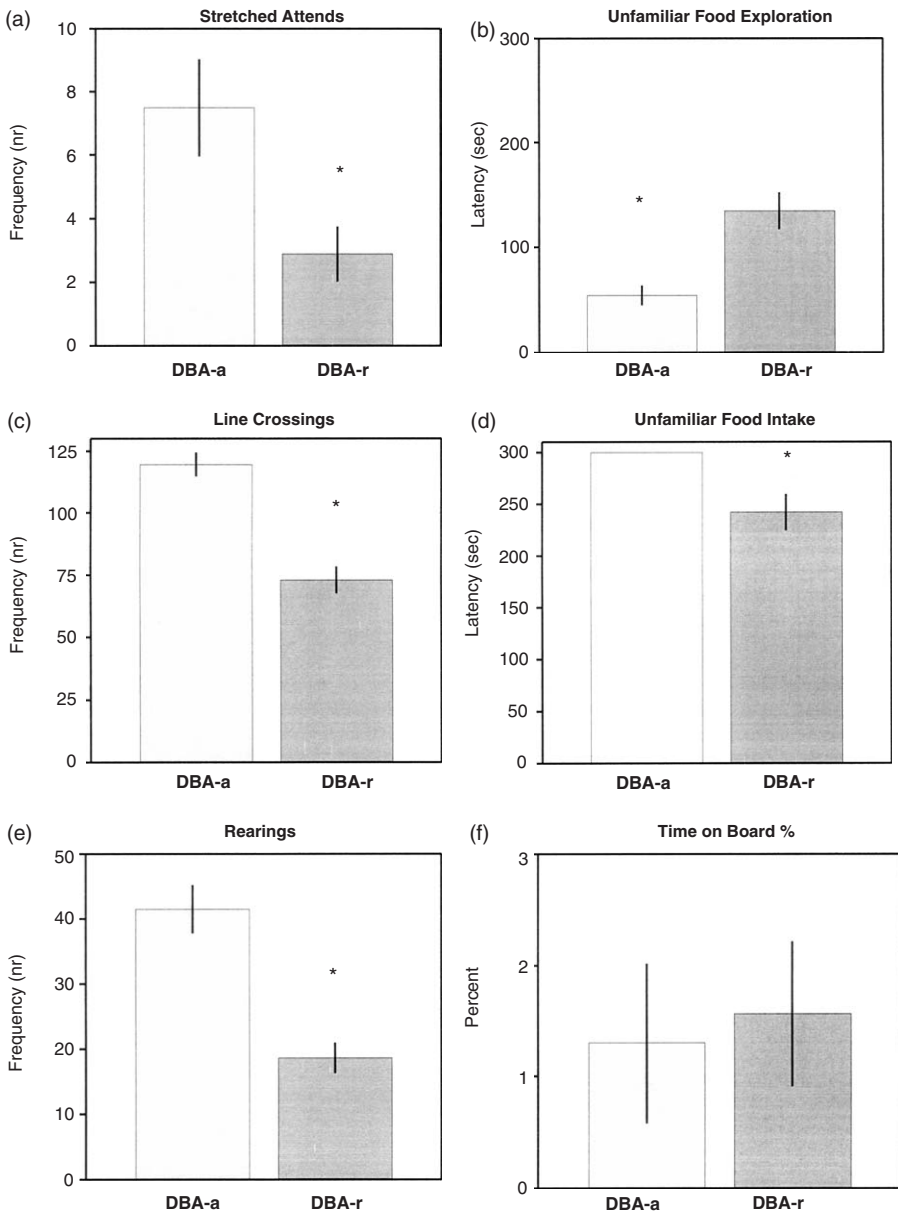 (a)
Stretched Attends
10
8
6
4
2
0
Frequency (nr)
*
DBA-a DBA-r
(b)
Unfamiliar Food Exploration
300
200
100
0
Latency (sec)
*
DBA-a DBA-r
(c)
Line Crossings
125
100
75
50
25
0
Frequency (nr)
*
DBA-a DBA-r
(d)
Unfamiliar Food Intake
300
250
200
300
100
50
0
Latency (sec)
*
DBA-a DBA-r
(e)
Rearings
50
40
30
20
10
0
Frequency (nr)
*
DBA-a DBA-r
(f)
Time on Board %
3
2
1
0
Percent
DBA-a DBA-r